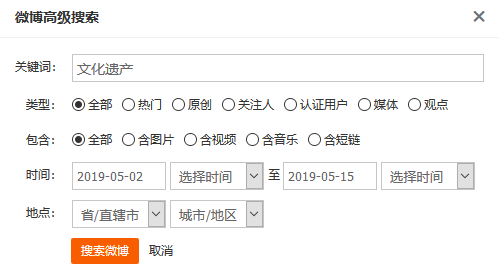 微博高级搜索
关键词： 文化遗产
类型： 全部 热门 原创 关注人 认证用户 媒体 观点
包含： 全部 含图片 含视频 含音乐 含短链
时间： 2019-05-02 选择时间 至 2019-05-15 选择时间
地点： 省/直辖市 城市/地区
搜索微博 取消